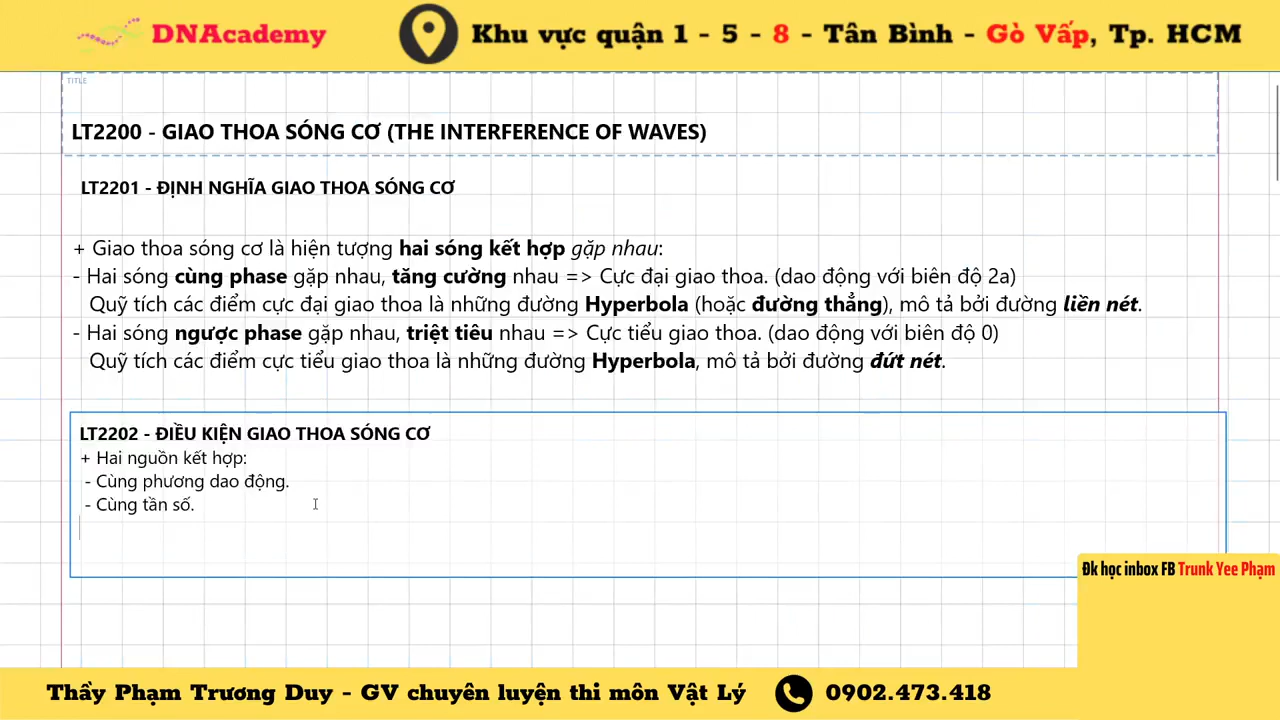 DNAcademy
Khu vực quận 1 - 5 - 8 - Tân Bình - Gò Vấp, Tp. HCM
TITLE
LT2200 - GIAO THOA SÓNG CƠ (THE INTERFERENCE OF WAVES)
LT2201 - ĐỊNH NGHĨA GIAO THOA SÓNG CƠ
+ Giao thoa sóng cơ là hiện tượng hai sóng kết hợp gặp nhau:
- Hai sóng cùng phase gặp nhau, tăng cường nhau => Cực đại giao thoa. (dao động với biên độ 2a)
Quỹ tích các điểm cực đại giao thoa là những đường Hyperbola (hoặc đường thẳng), mô tả bởi đường liền nét.
- Hai sóng ngược phase gặp nhau, triệt tiêu nhau => Cực tiểu giao thoa. (dao động với biên độ 0)
Quỹ tích các điểm cực tiểu giao thoa là những đường Hyperbola, mô tả bởi đường đứt nét.
LT2202 - ĐIỀU KIỆN GIAO THOA SÓNG CƠ
+ Hai nguồn kết hợp:
- Cùng phương dao động.
- Cùng tần số.
Đk học inbox FB Trunk Yee Phạm
Thầy Phạm Trương Duy - GV chuyên luyện thi môn Vật Lý
0902.473.418